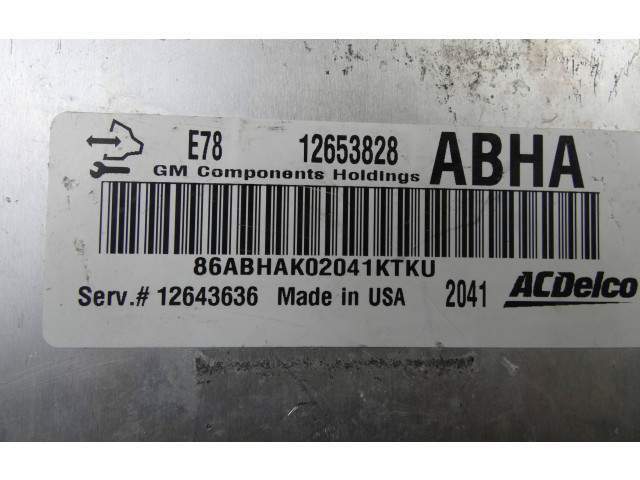 E78 12653828 ABHA
GM Components Holdings
86ABHAK02041KTKU
Serv.# 12643636 Made in USA 2041 ACDelco